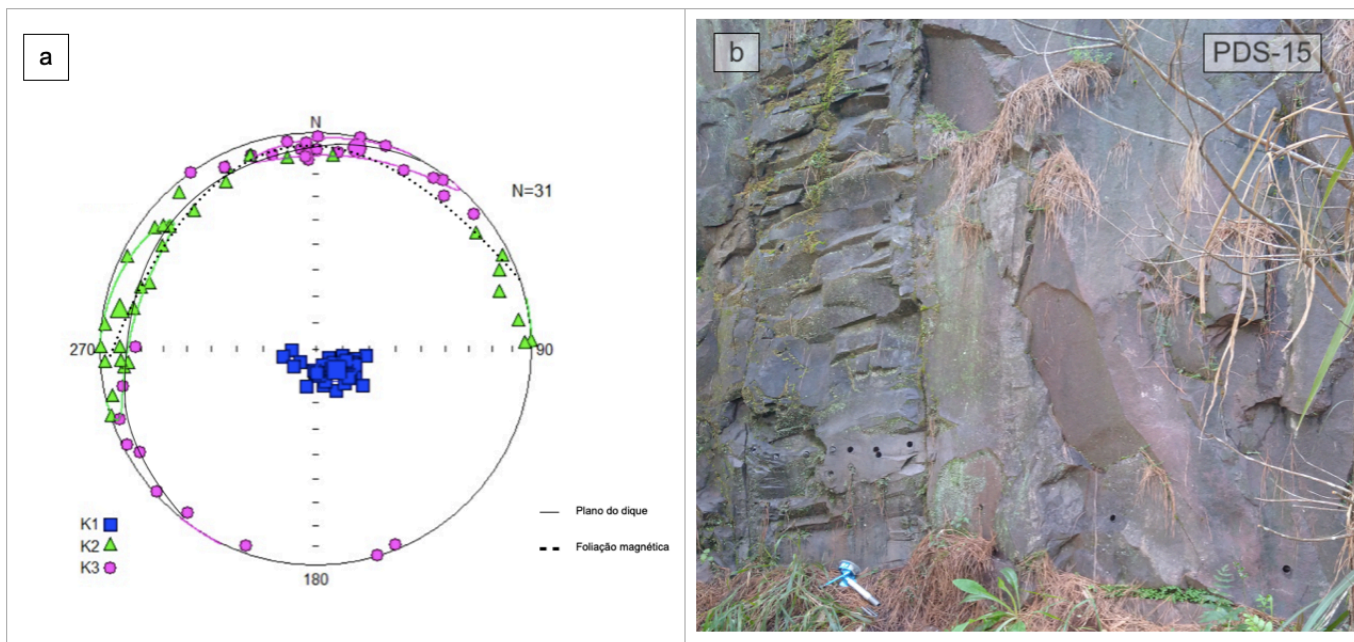 a
N
N=31
270
90
K1
K2
K3
Plano do dique
Foliação magnética
180
b
PDS-15